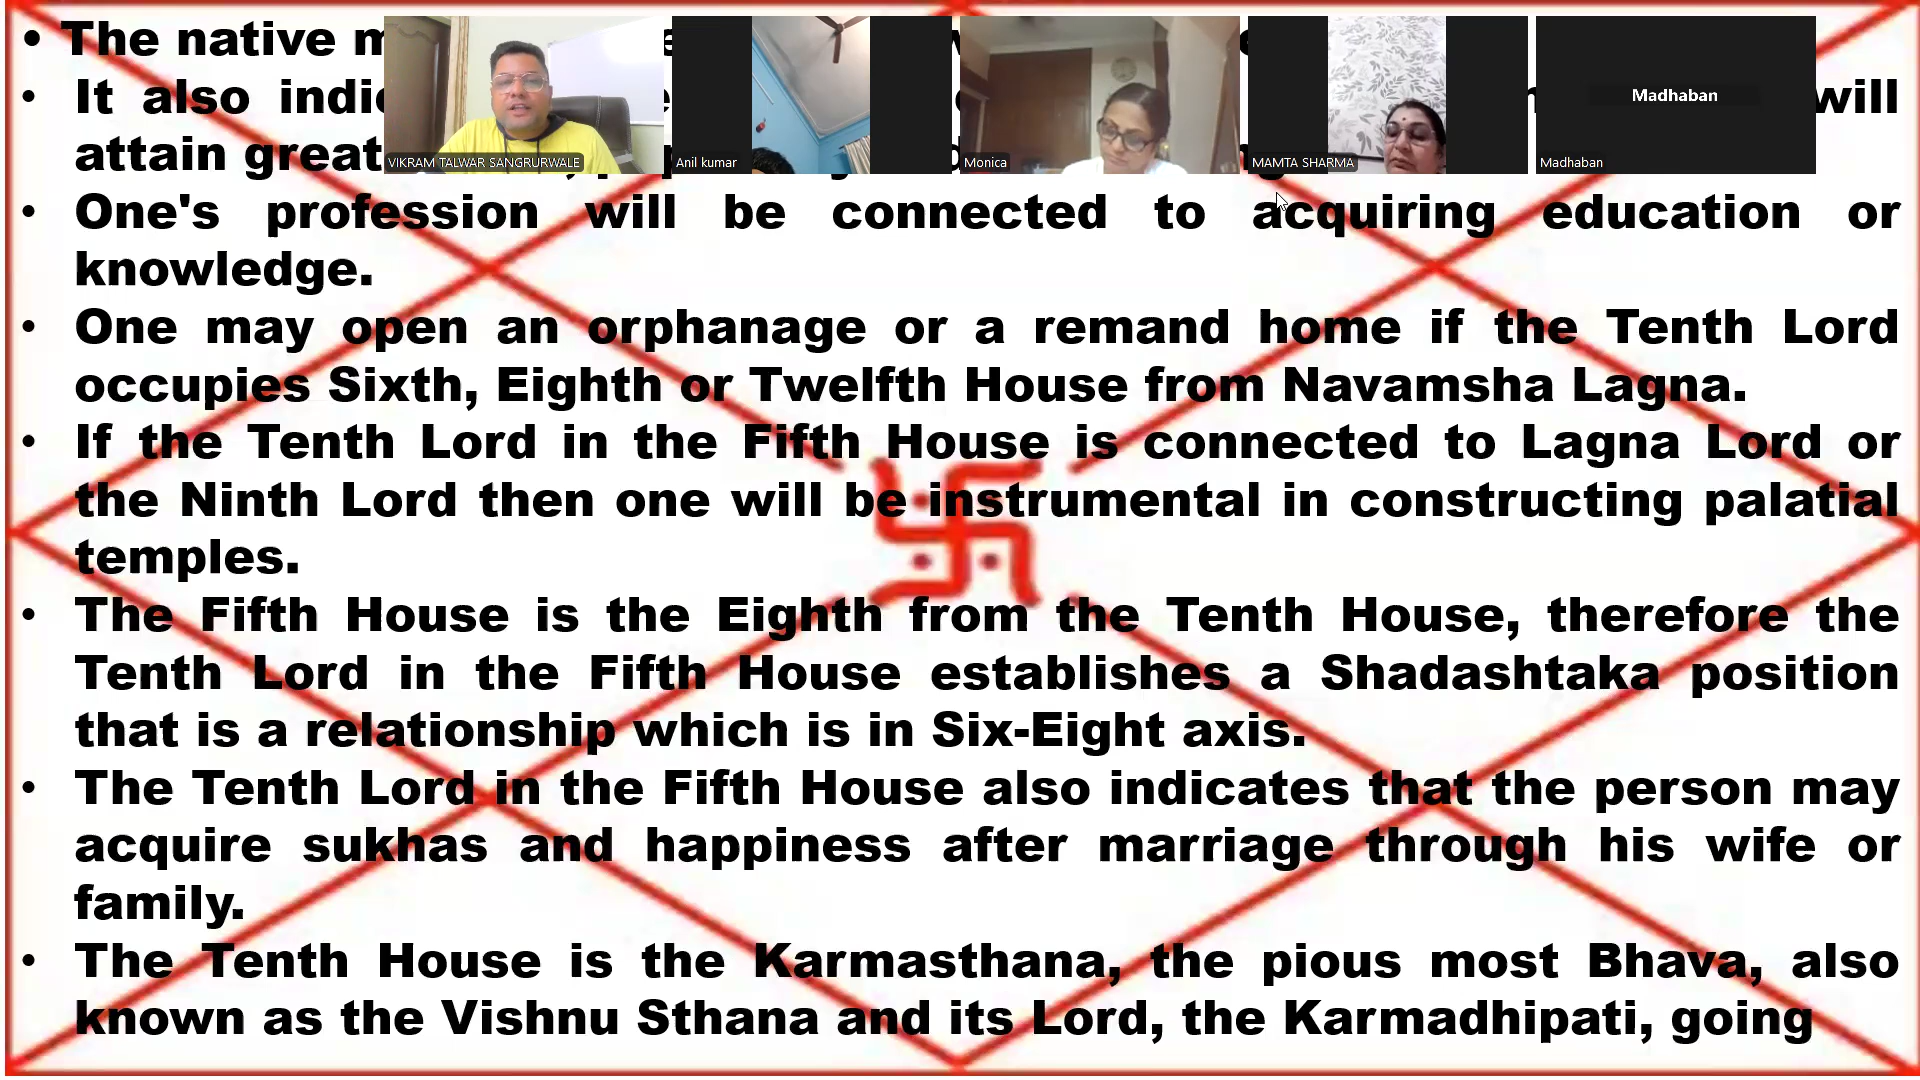 • The native m
• It also indic will
attain great
• One's profession will be connected to acquiring education or
knowledge.
• One may open an orphanage or a remand home if the Tenth Lord
occupies Sixth, Eighth or Twelfth House from Navamsha Lagna.
• If the Tenth Lord in the Fifth House is connected to Lagna Lord or
the Ninth Lord then one will be instrumental in constructing palatial
temples.
• The Fifth House is the Eighth from the Tenth House, therefore the
Tenth Lord in the Fifth House establishes a Shadashtaka position
that is a relationship which is in Six-Eight axis.
• The Tenth Lord in the Fifth House also indicates that the person may
acquire sukhas and happiness after marriage through his wife or
family.
• The Tenth House is the Karmasthana, the pious most Bhava, also
known as the Vishnu Sthana and its Lord, the Karmadhipati, going
Madhaban
VIKRAM TALWAR SANGRURWALE
Anil kumar
Monica
MAMTA SHARMA
Madhaban